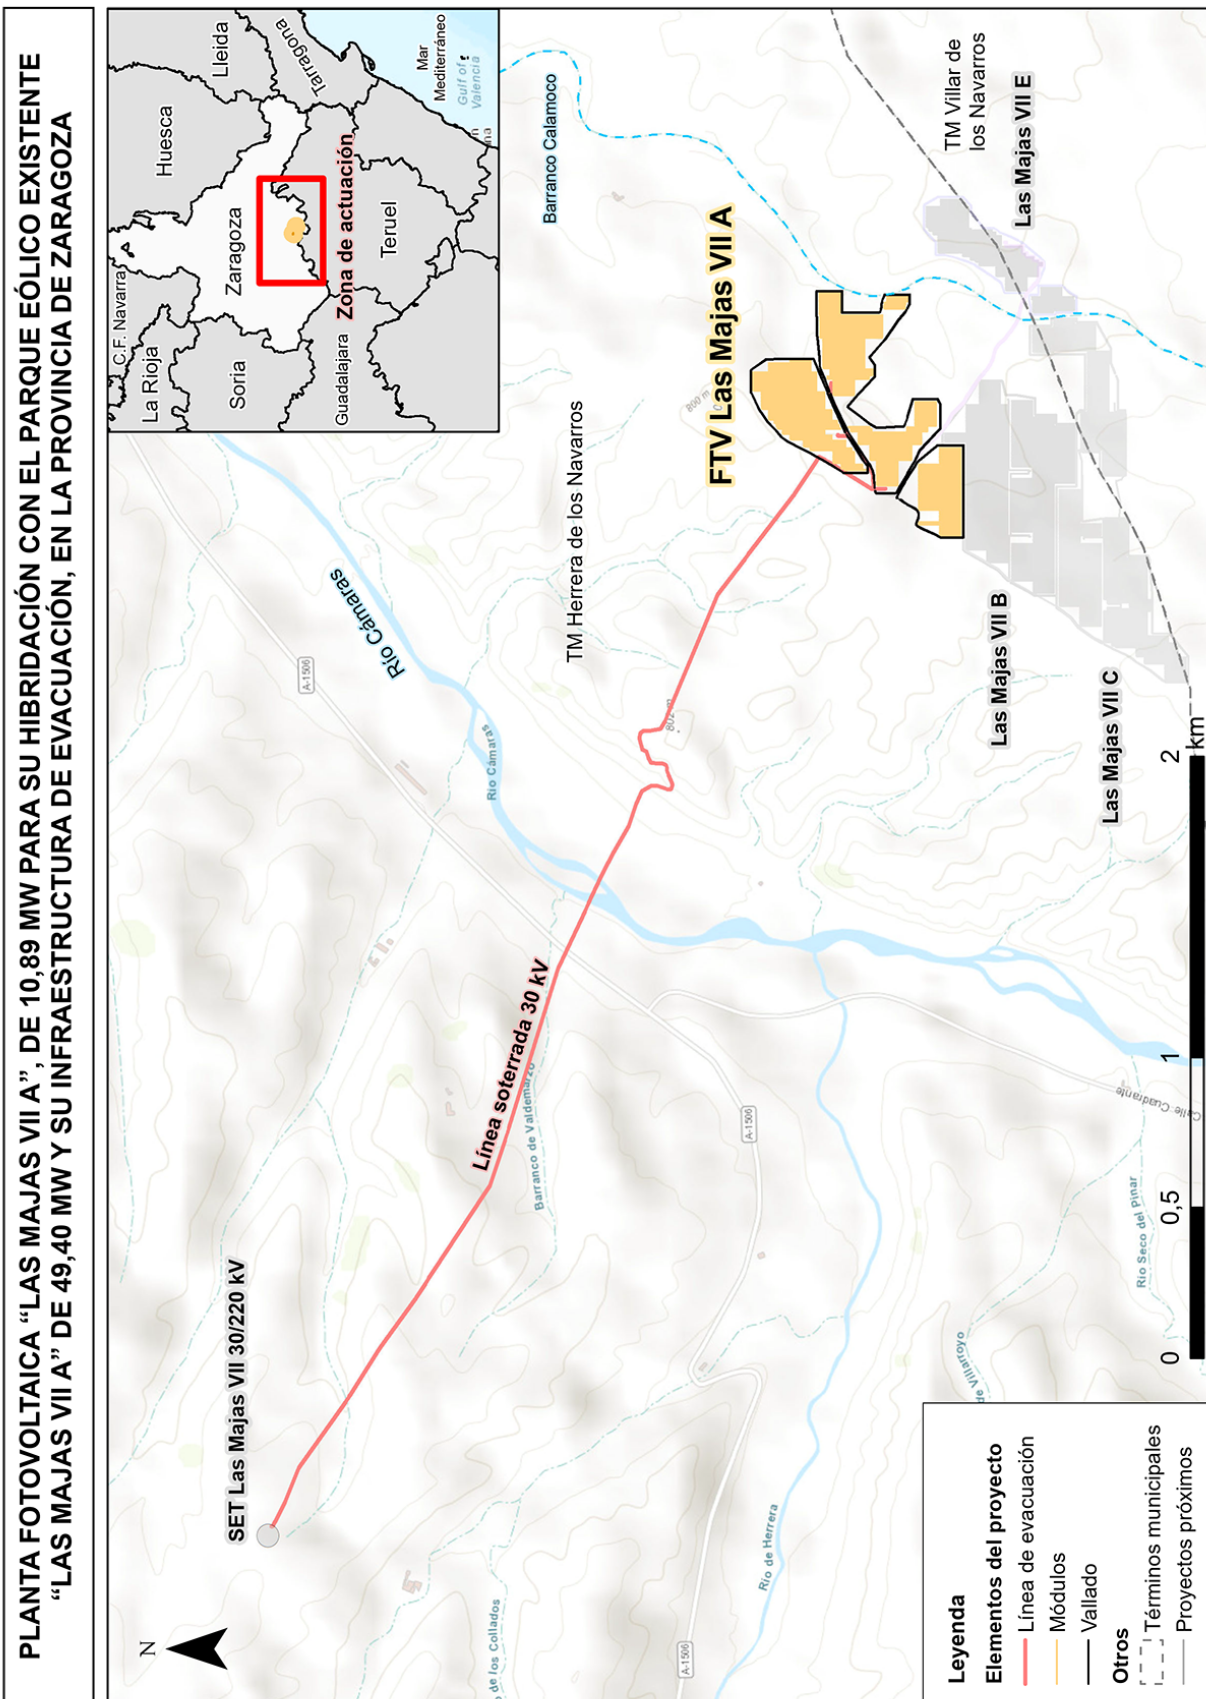 PLANTA FOTOVOLTAICA “LAS MAJAS VII A”, DE 10,89 MW PARA SU HIBRIDACIÓN CON EL PARQUE EÓLICO EXISTENTE
“LAS MAJAS VII A” DE 49,40 MW Y SU INFRAESTRUCTURA DE EVACUACIÓN, EN LA PROVINCIA DE ZARAGOZA
N
C.F. Navarra
Huesca
Lleida
Tarragona
La Rioja
Zaragoza
Soria
Mar
Mediterráneo
Gulf of
Valencia
Zona de actuación
Guadalajara
Teruel
SET Las Majas VII 30/220 kV
A-1506
Río Cámaras
Río Cámaras
Línea soterrada 30 kV
Barranco de Valdemarzo
Barranco Calamoco
TM Herrera de los Navarros
800 m
802 m
FTV Las Majas VII A
A-1506
A-1506
Río de Herrera
o de los Collados
TM Villar de
los Navarros
Las Majas VII E
Las Majas VII B
Las Majas VII C
Calle Cuadrante
Río Seco del Pinar
de Villarroyo
0
0,5
1
2
km
Leyenda
Elementos del proyecto
Línea de evacuación
Módulos
Vallado
Otros
Términos municipales
Proyectos próximos